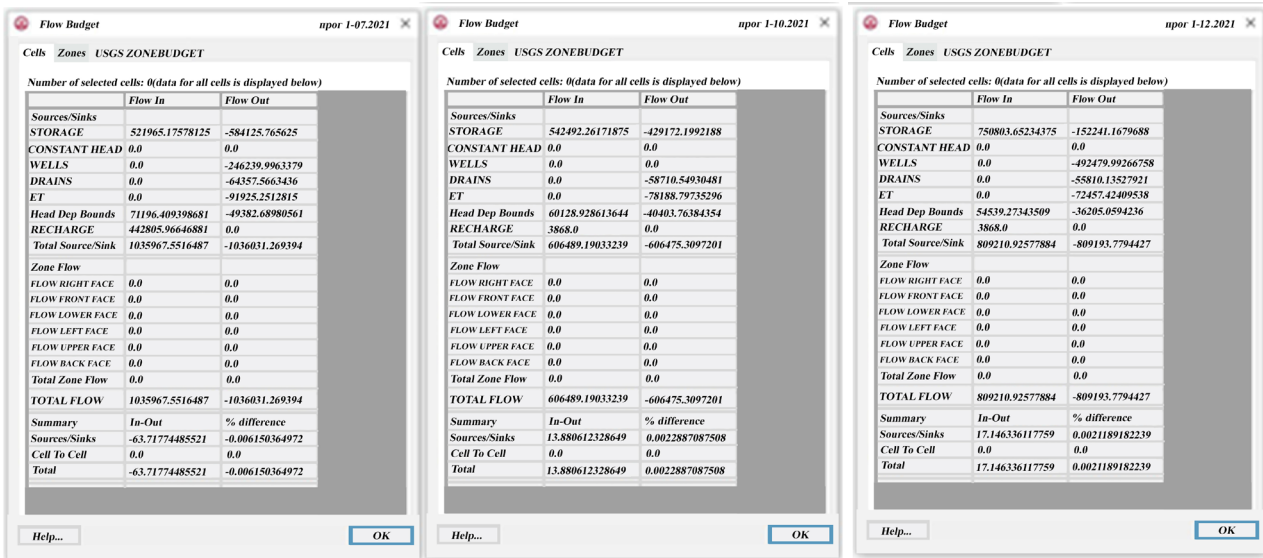 Flow Budget прог 1-07.2021
Cells Zones USGS ZONEBUDGET
Number of selected cells: 0(data for all cells is displayed below)
Flow In Flow Out
Sources/Sinks
STORAGE 521965.17578125 -584125.765625
CONSTANT HEAD 0.0 0.0
WELLS 0.0 -246239.9963379
DRAINS 0.0 -64357.5663436
ET 0.0 -91925.2512815
Head Dep Bounds 71196.409398681 -49382.68980561
RECHARGE 442805.96646881 0.0
Total Source/Sink 1035967.5516487 -1036031.269394
Zone Flow
FLOW RIGHT FACE 0.0 0.0
FLOW FRONT FACE 0.0 0.0
FLOW LOWER FACE 0.0 0.0
FLOW LEFT FACE 0.0 0.0
FLOW UPPER FACE 0.0 0.0
FLOW BACK FACE 0.0 0.0
Total Zone Flow 0.0 0.0
TOTAL FLOW 1035967.5516487 -1036031.269394
Summary In-Out % difference
Sources/Sinks -63.71774485521 -0.006150364972
Cell To Cell 0.0 0.0
Total -63.71774485521 -0.006150364972
Help... OK
Flow Budget прог 1-10.2021
Cells Zones USGS ZONEBUDGET
Number of selected cells: 0(data for all cells is displayed below)
Flow In Flow Out
Sources/Sinks
STORAGE 542492.26171875 -429172.1992188
CONSTANT HEAD 0.0 0.0
WELLS 0.0 -0.0
DRAINS 0.0 -58710.54930481
ET 0.0 -78188.79735296
Head Dep Bounds 60128.928613644 -40403.76384354
RECHARGE 3868.0 0.0
Total Source/Sink 606489.19033239 -606475.3097201
Zone Flow
FLOW RIGHT FACE 0.0 0.0
FLOW FRONT FACE 0.0 0.0
FLOW LOWER FACE 0.0 0.0
FLOW LEFT FACE 0.0 0.0
FLOW UPPER FACE 0.0 0.0
FLOW BACK FACE 0.0 0.0
Total Zone Flow 0.0 0.0
TOTAL FLOW 606489.19033239 -606475.3097201
Summary In-Out % difference
Sources/Sinks 13.880612328649 0.0022887087508
Cell To Cell 0.0 0.0
Total 13.880612328649 0.0022887087508
Help... OK
Flow Budget прог 1-12.2021
Cells Zones USGS ZONEBUDGET
Number of selected cells: 0(data for all cells is displayed below)
Flow In Flow Out
Sources/Sinks
STORAGE 750803.65234375 -152241.1679688
CONSTANT HEAD 0.0 0.0
WELLS 0.0 -492479.99266758
DRAINS 0.0 -55810.13527921
ET 0.0 -72457.42409538
Head Dep Bounds 54539.27343509 -36205.0594236
RECHARGE 3868.0 0.0
Total Source/Sink 809210.92577884 -809193.7794427
Zone Flow
FLOW RIGHT FACE 0.0 0.0
FLOW FRONT FACE 0.0 0.0
FLOW LOWER FACE 0.0 0.0
FLOW LEFT FACE 0.0 0.0
FLOW UPPER FACE 0.0 0.0
FLOW BACK FACE 0.0 0.0
Total Zone Flow 0.0 0.0
TOTAL FLOW 809210.92577884 -809193.7794427
Summary In-Out % difference
Sources/Sinks 17.146336117759 0.0021189182239
Cell To Cell 0.0 0.0
Total 17.146336117759 0.0021189182239
Help... OK